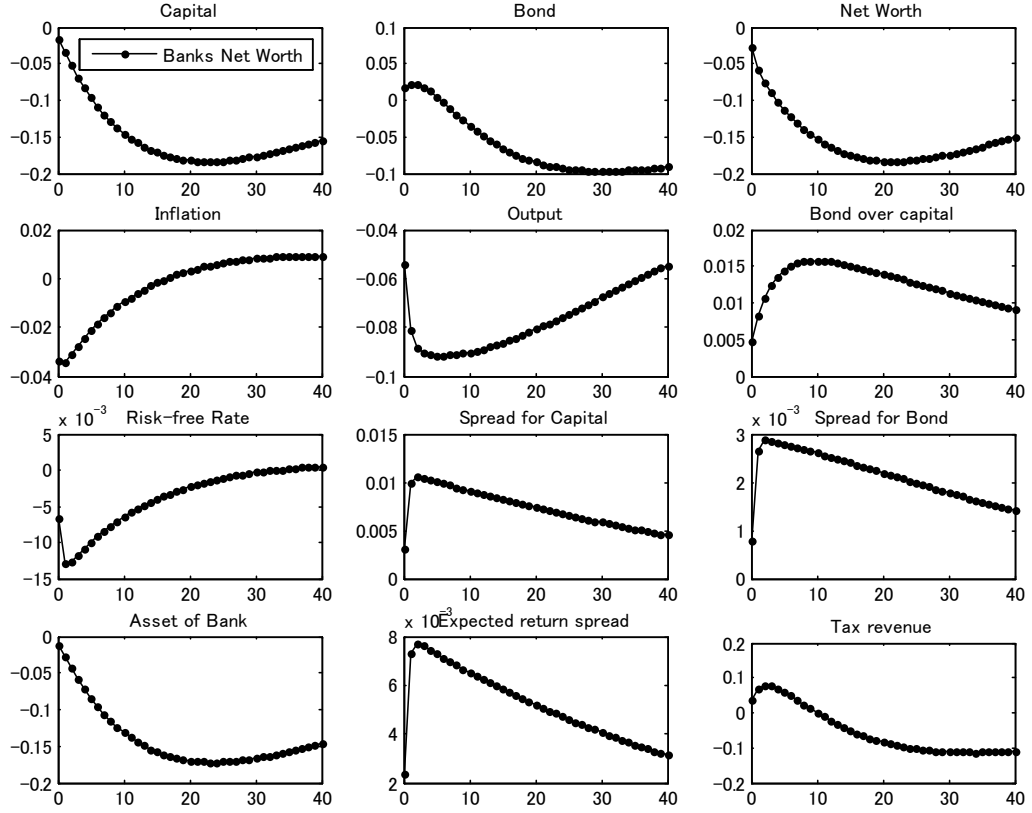 Capital
Bond
Net Worth
0
−0.05
−0.1
−0.15
−0.2
0 10 20 30 40
Banks Net Worth
0.1
0.05
0
−0.05
−0.1
0 10 20 30 40
0
−0.05
−0.1
−0.15
−0.2
0 10 20 30 40
Inflation
Output
Bond over capital
0.02
0
−0.02
−0.04
0 10 20 30 40
−0.04
−0.06
−0.08
−0.1
0 10 20 30 40
0.02
0.015
0.01
0.005
0
0 10 20 30 40
Risk−free Rate
Spread for Capital
Spread for Bond
x 10⁻³
5
0
−5
−10
−15
0 10 20 30 40
0.015
0.01
0.005
0
0 10 20 30 40
x 10⁻³
3
2
1
0
0 10 20 30 40
Asset of Bank
Expected return spread
Tax revenue
0
−0.05
−0.1
−0.15
−0.2
0 10 20 30 40
x 10⁻³
8
6
4
2
0 10 20 30 40
0.2
0.1
0
−0.1
−0.2
0 10 20 30 40